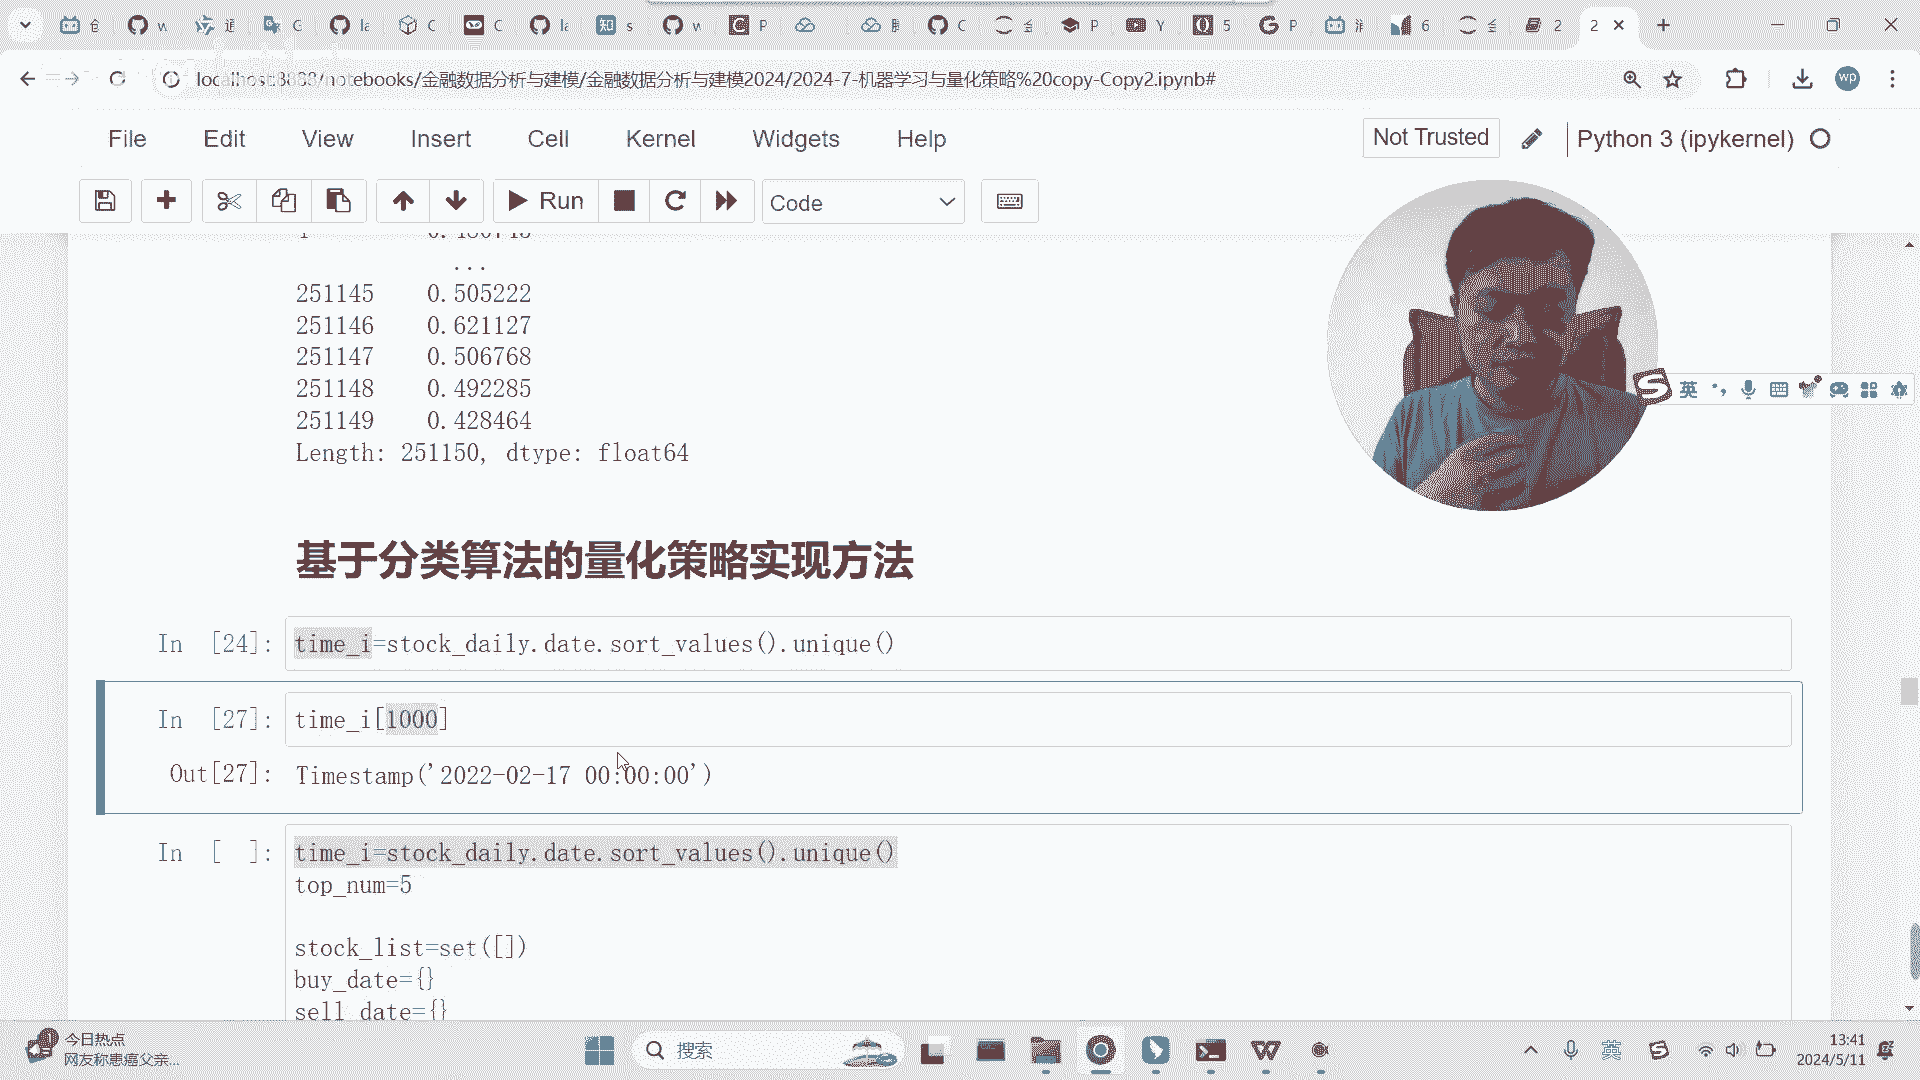 6
5
2
2
localhost:8888/notebooks/金融数据分析与建模/金融数据分析与建模2024/2024-7-机器学习与量化策略%20copy-Copy2.ipynb#
wp
File Edit View Insert Cell Kernel Widgets Help
Not Trusted
Python 3 (ipykernel)
Run
Code
...
251145 0.505222
251146 0.621127
251147 0.506768
251148 0.492285
251149 0.428464
Length: 251150, dtype: float64
英
基于分类算法的量化策略实现方法
In [24]: time_i=stock_daily.date.sort_values().unique()
In [27]: time_i[1000]
Out[27]: Timestamp('2022-02-17 00:00:00')
In [ ]: time_i=stock_daily.date.sort_values().unique()
top_num=5
stock_list=set([])
buy_date={}
sell_date={}
今日热点
网友称患癌父亲...
搜索
英
13:41
2024/5/11